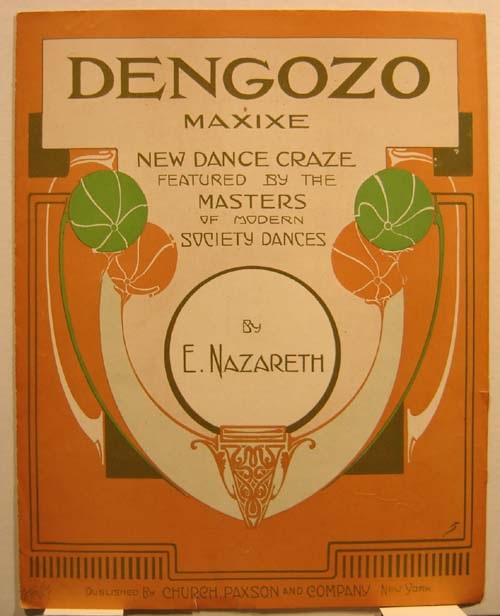 DENGOZO
MAXIXE
NEW DANCE CRAZE
FEATURED BY THE
MASTERS
OF MODERN
SOCIETY DANCES
By
E. NAZARETH
PUBLISHED BY CHURCH, PAXSON AND COMPANY NEW YORK